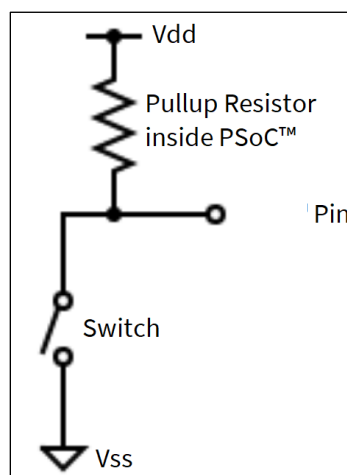 Vdd
Pullup Resistor
inside PSoC™
Pin
Switch
Vss